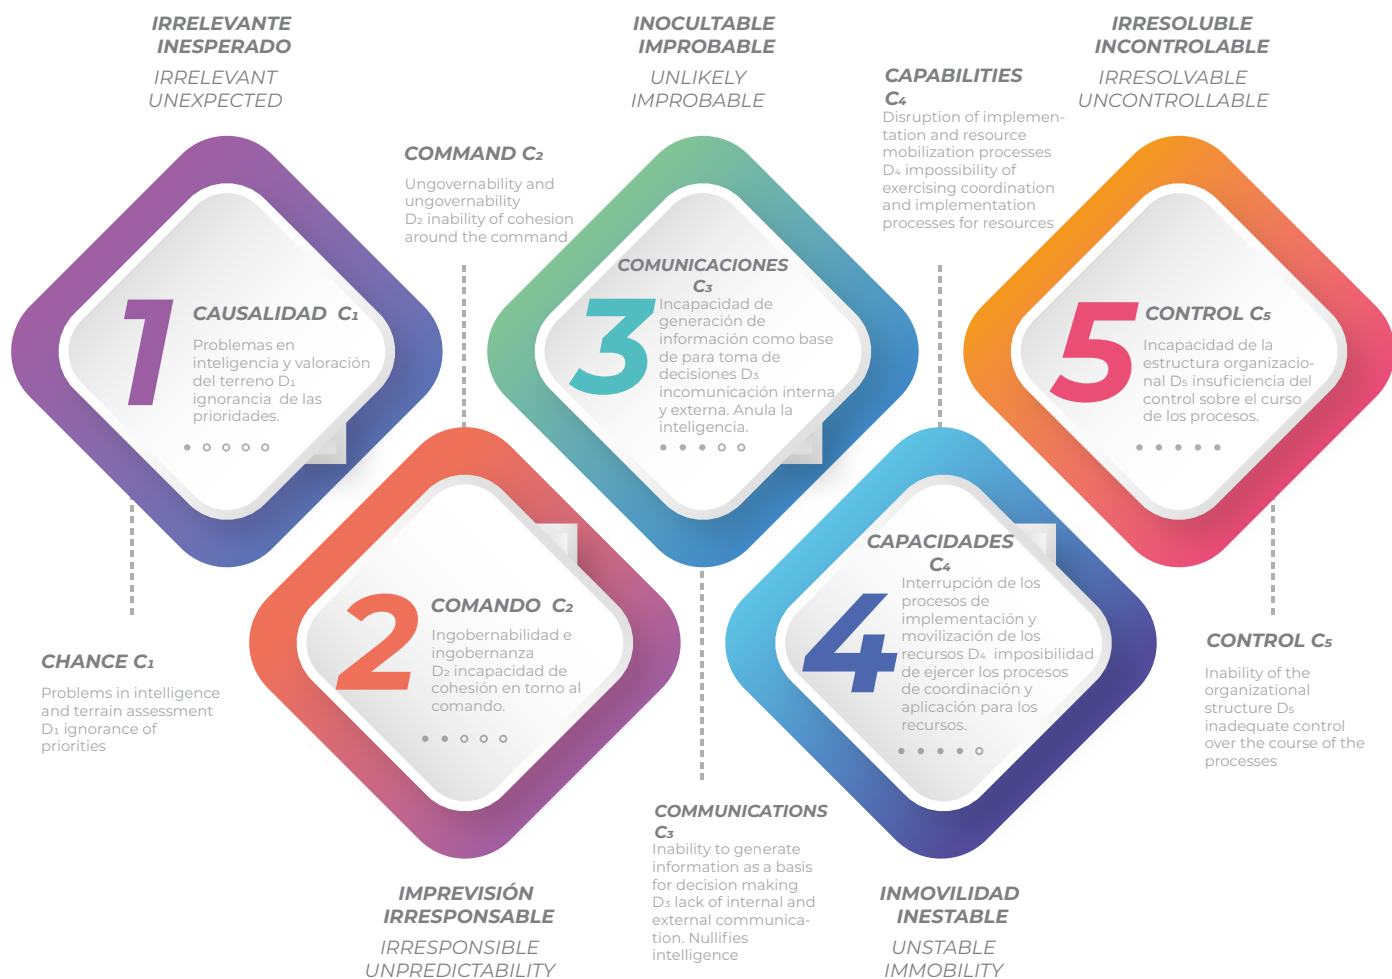 IRRELEVANTE
INESPERADO
IRRELEVANT
UNEXPECTED
1
CAUSALIDAD C₁
Problemas en
inteligencia y valoración
del terreno D₁
ignorancia de las
prioridades.
CHANCE C₁
Problems in intelligence
and terrain assessment
D₁ ignorance of
priorities
COMMAND C₂
Ungovernability and
ungovernability
D₂ inability of cohesion
around the command
2
COMANDO C₂
Ingobernabilidad e
ingobernanza
D₂ incapacidad de
cohesión en torno al
comando.
IMPREVISIÓN
IRRESPONSABLE
IRRESPONSIBLE
UNPREDICTABILITY
INOCULTABLE
IMPROBABLE
UNLIKELY
IMPROBABLE
3
COMUNICACIONES
C₃
Incapacidad de
generación de
información como base
de para toma de
decisiones D₃
incomunicación interna
y externa. Anula la
inteligencia.
COMMUNICATIONS
C₃
Inability to generate
information as a basis
for decision making
D₃ lack of internal and
external communica-
tion. Nullifies
intelligence
CAPABILITIES
C₄
Disruption of implemen-
tation and resource
mobilization processes
D₄ impossibility of
exercising coordination
and implementation
processes for resources
4
CAPACIDADES
C₄
Interrupción de los
procesos de
implementación y
movilización de los
recursos D₄ imposibilidad
de ejercer los procesos
de coordinación y
aplicación para los
recursos.
INMOVILIDAD
INESTABLE
UNSTABLE
IMMOBILITY
IRRESOLUBLE
INCONTROLABLE
IRRESOLVABLE
UNCONTROLLABLE
5
CONTROL C₅
Incapacidad de la
estructura organizacio-
nal D₅ insuficiencia del
control sobre el curso
de los procesos.
CONTROL C₅
Inability of the
organizational
structure D₅
inadequate control
over the course of the
processes